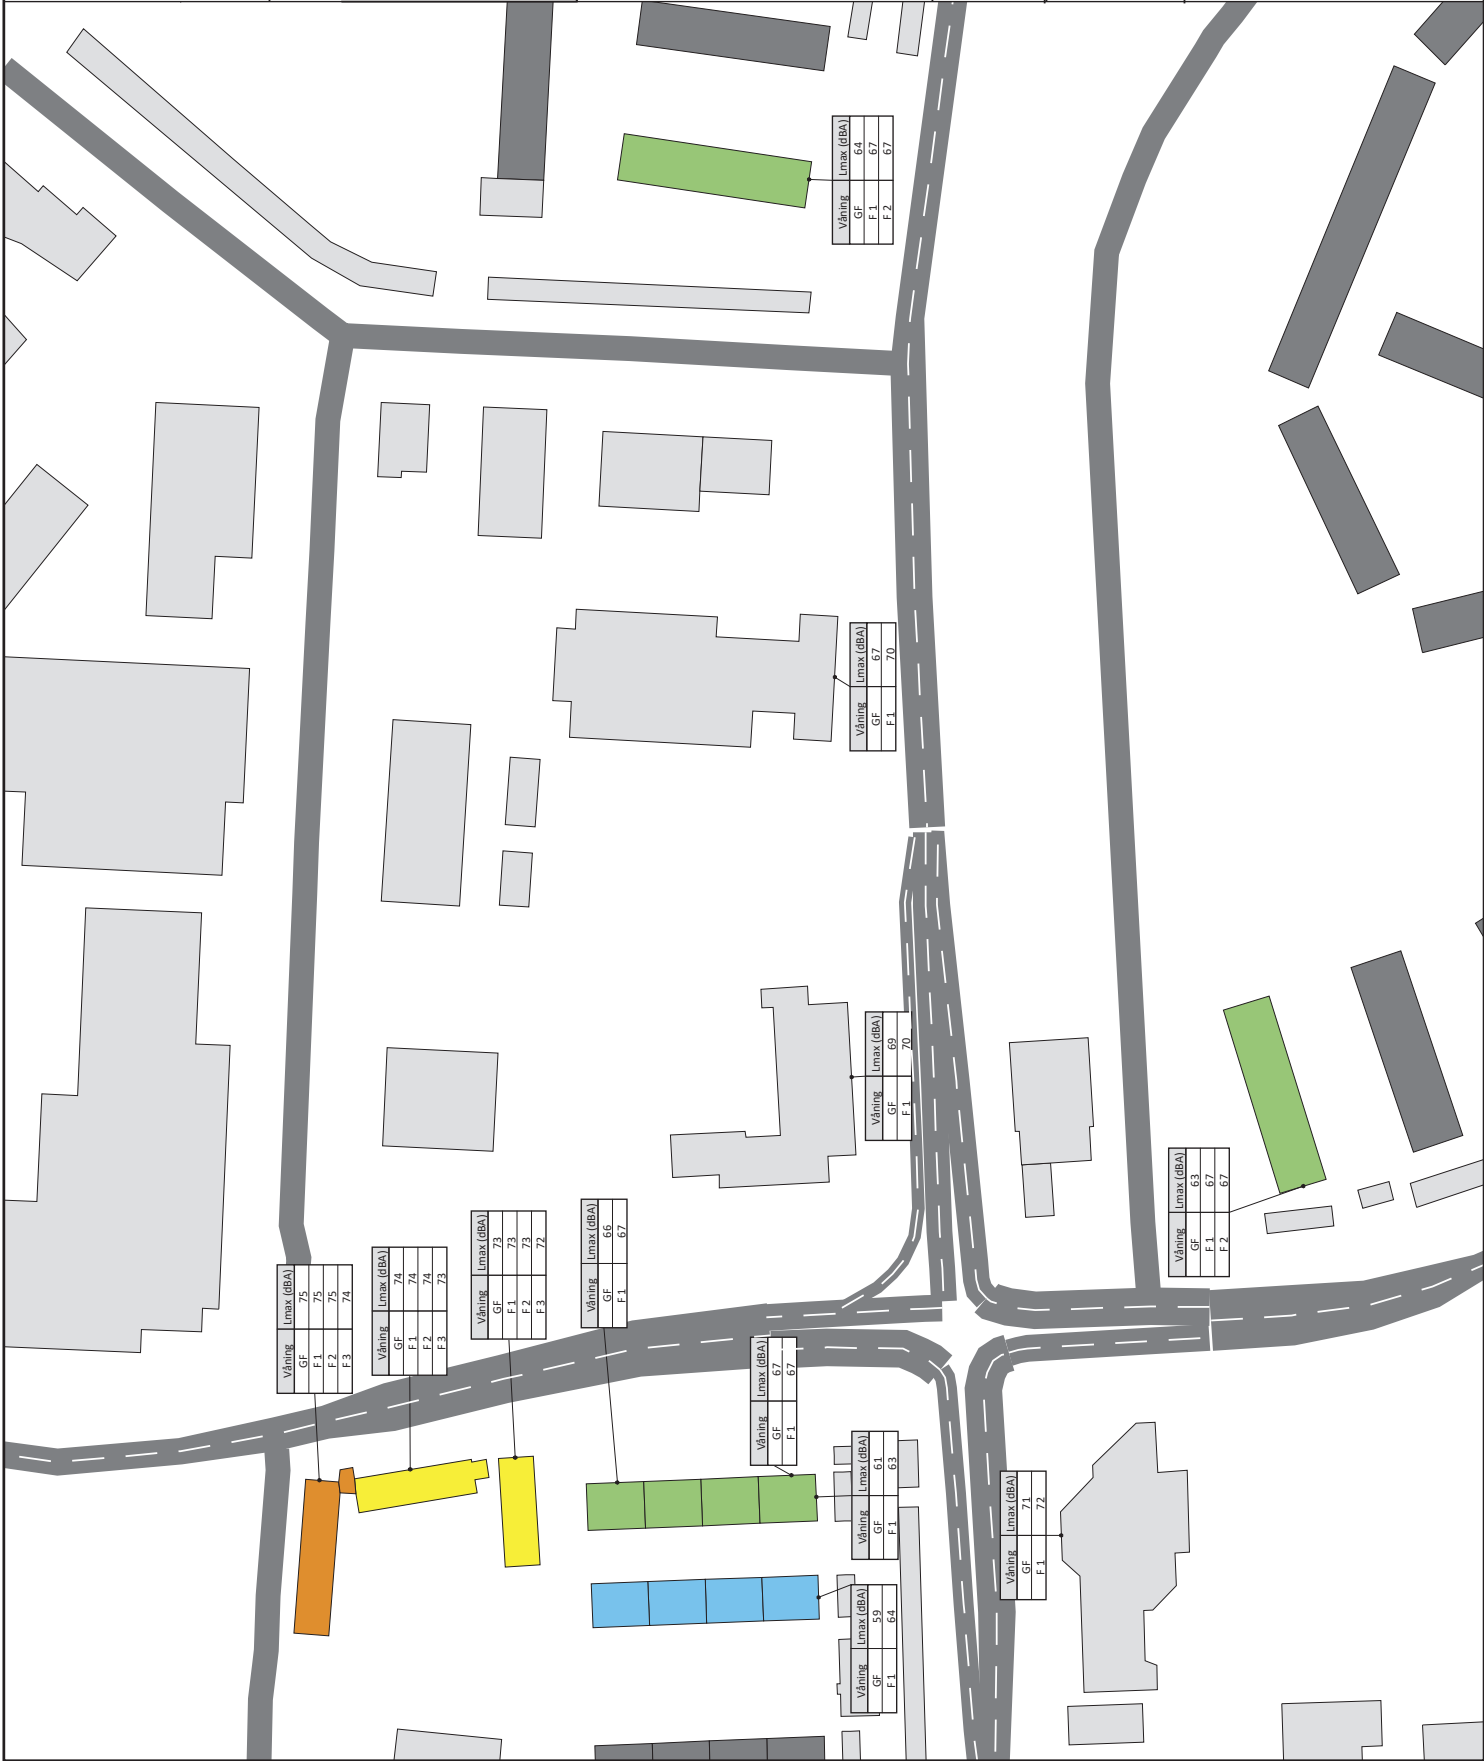 Våning Lmax (dBA)
GF 64
F 1 67
F 2 67
Våning Lmax (dBA)
GF 67
F 1 70
Våning Lmax (dBA)
GF 69
F 1 70
Våning Lmax (dBA)
GF 63
F 1 67
F 2 67
Våning Lmax (dBA)
GF 75
F 1 75
F 2 75
F 3 74
Våning Lmax (dBA)
GF 74
F 1 74
F 2 74
F 3 73
Våning Lmax (dBA)
GF 73
F 1 73
F 2 73
F 3 72
Våning Lmax (dBA)
GF 66
F 1 67
Våning Lmax (dBA)
GF 67
F 1 67
Våning Lmax (dBA)
GF 61
F 1 63
Våning Lmax (dBA)
GF 71
F 1 72
Våning Lmax (dBA)
GF 59
F 1 64